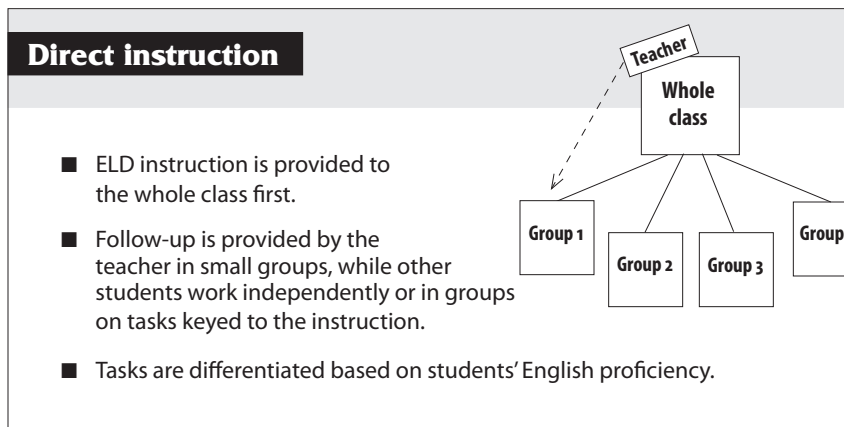 Direct instruction
Teacher
Whole
class
■ ELD instruction is provided to
the whole class first.
■ Follow-up is provided by the
teacher in small groups, while other
students work independently or in groups
on tasks keyed to the instruction.
■ Tasks are differentiated based on students’ English proficiency.
Group 1
Group 2
Group 3
Group